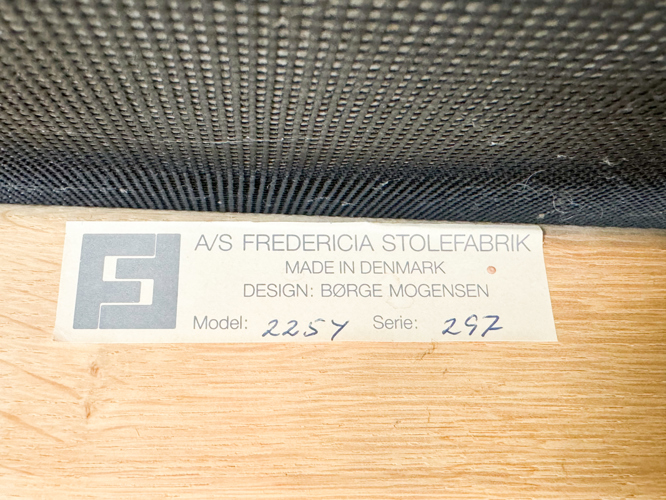 A/S FREDERICIA STOLEFABRIK
MADE IN DENMARK
DESIGN: BØRGE MOGENSEN
Model: 2254 Serie: 297